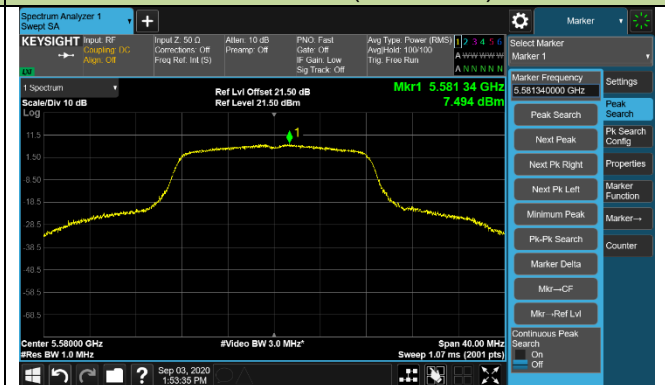 Spectrum Analyzer 1
Swept SA
+
Marker
KEYSIGHT
Input: RF
Coupling: DC
Align: Off
Input Z: 50 Ω
Corrections: Off
Freq Ref: Int (S)
Atten: 10 dB
Preamp: Off
PNO: Fast
Gate: Off
IF Gain: Low
Sig Track: Off
Avg Type: Power (RMS)
Avg|Hold: 100/100
Trig: Free Run
1 2 3 4 5 6
A W W W W W
A N N N N N
LXI
Select Marker
Marker 1
1 Spectrum
Scale/Div 10 dB
Log
Ref Lvl Offset 21.50 dB
Ref Level 21.50 dBm
Mkr1 5.581 34 GHz
7.494 dBm
1
11.5
1.50
-8.50
-18.5
-28.5
-38.5
-48.5
-58.5
-68.5
Center 5.58000 GHz
#Res BW 1.0 MHz
#Video BW 3.0 MHz*
Span 40.00 MHz
Sweep 1.07 ms (2001 pts)
Marker Frequency
5.581340000 GHz
Peak Search
Next Peak
Next Pk Right
Next Pk Left
Minimum Peak
Pk-Pk Search
Marker Delta
Mkr→CF
Mkr→Ref Lvl
Continuous Peak
Search
On
Off
Settings
Peak
Search
Pk Search
Config
Properties
Marker
Function
Marker→
Counter
?
Sep 03, 2020
1:53:35 PM